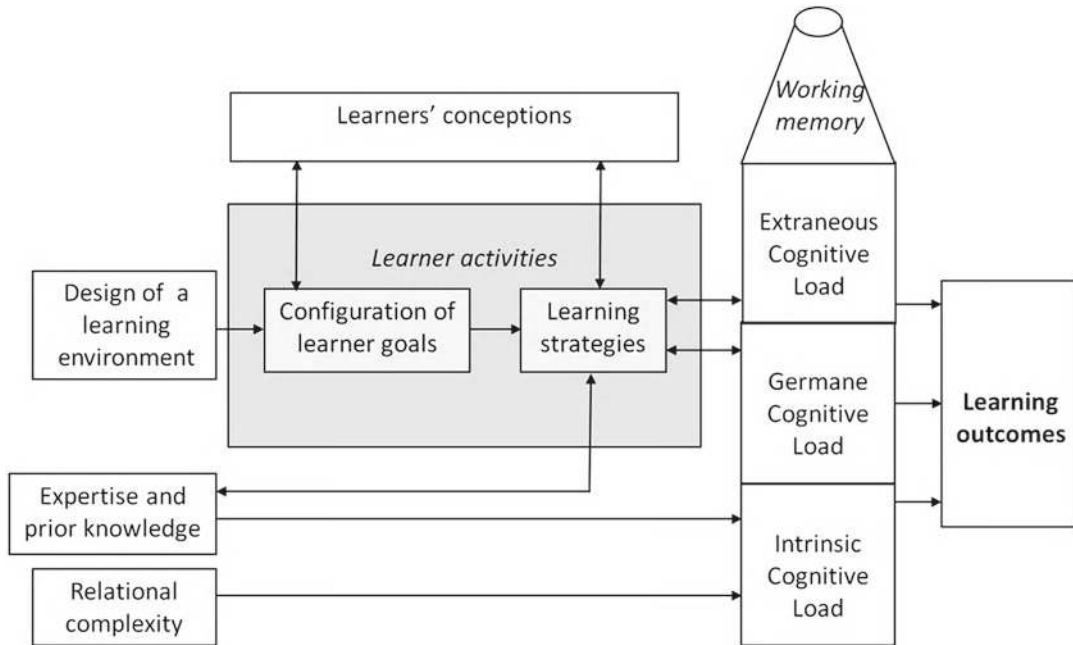 Working
memory
Learners’ conceptions
Extraneous
Cognitive
Load
Learner activities
Design of a
learning
environment
Configuration of
learner goals
Learning
strategies
Germane
Cognitive
Load
Learning
outcomes
Expertise and
prior knowledge
Intrinsic
Cognitive
Load
Relational
complexity